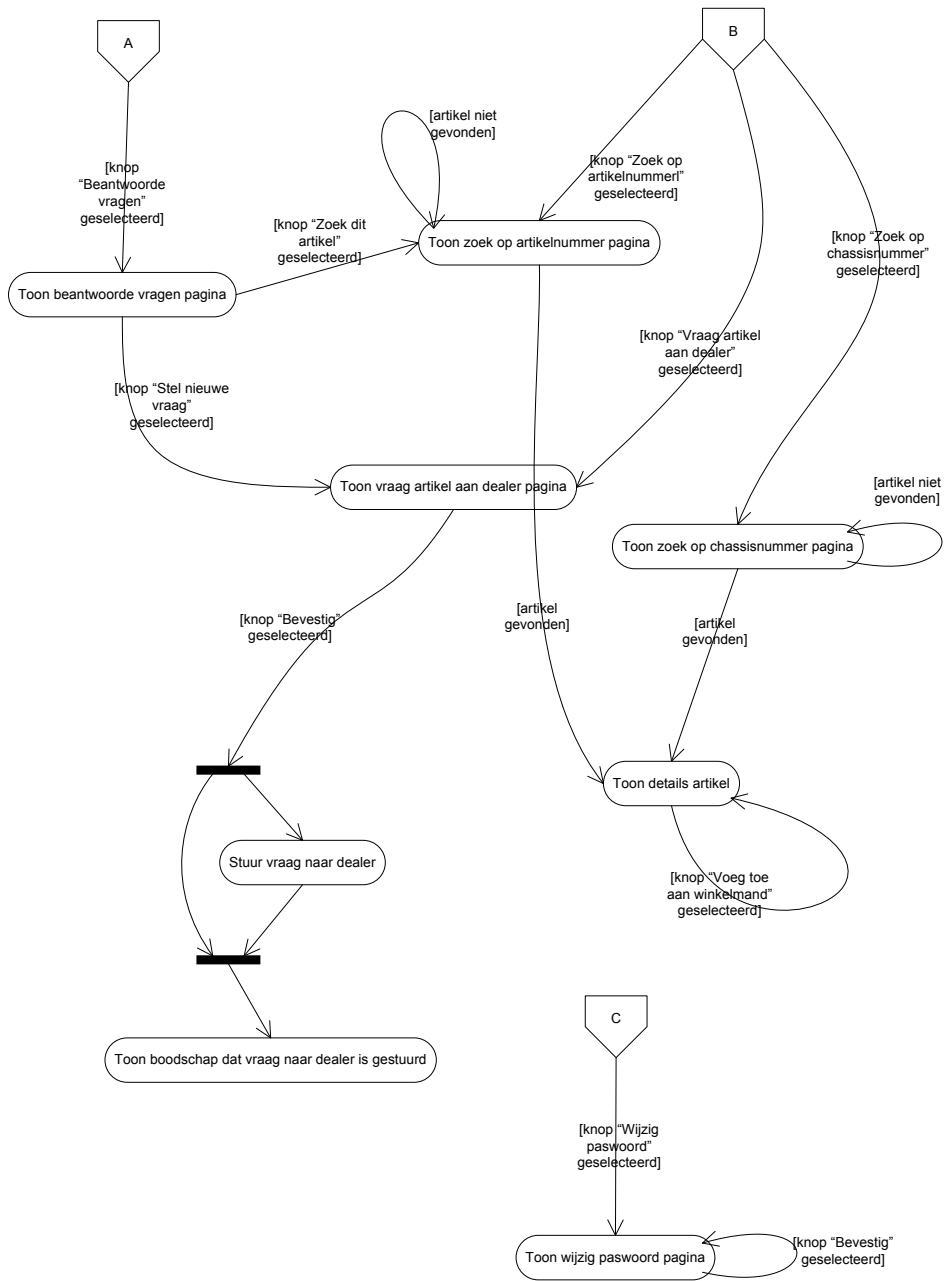 A
B
[artikel niet
gevonden]
[knop
“Beantwoorde
vragen”
geselecteerd]
[knop “Zoek op
artikelnummerl”
geselecteerd]
[knop “Zoek dit
artikel”
geselecteerd]
Toon zoek op artikelnummer pagina
[knop “Zoek op
chassisnummer”
geselecteerd]
Toon beantwoorde vragen pagina
[knop “Vraag artikel
aan dealer”
geselecteerd]
[knop “Stel nieuwe
vraag”
geselecteerd]
Toon vraag artikel aan dealer pagina
[artikel niet
gevonden]
Toon zoek op chassisnummer pagina
[knop “Bevestig”
geselecteerd]
[artikel
gevonden]
[artikel
gevonden]
Toon details artikel
Stuur vraag naar dealer
[knop “Voeg toe
aan winkelmand”
geselecteerd]
C
Toon boodschap dat vraag naar dealer is gestuurd
[knop “Wijzig
paswoord”
geselecteerd]
Toon wijzig paswoord pagina
[knop “Bevestig”
geselecteerd]